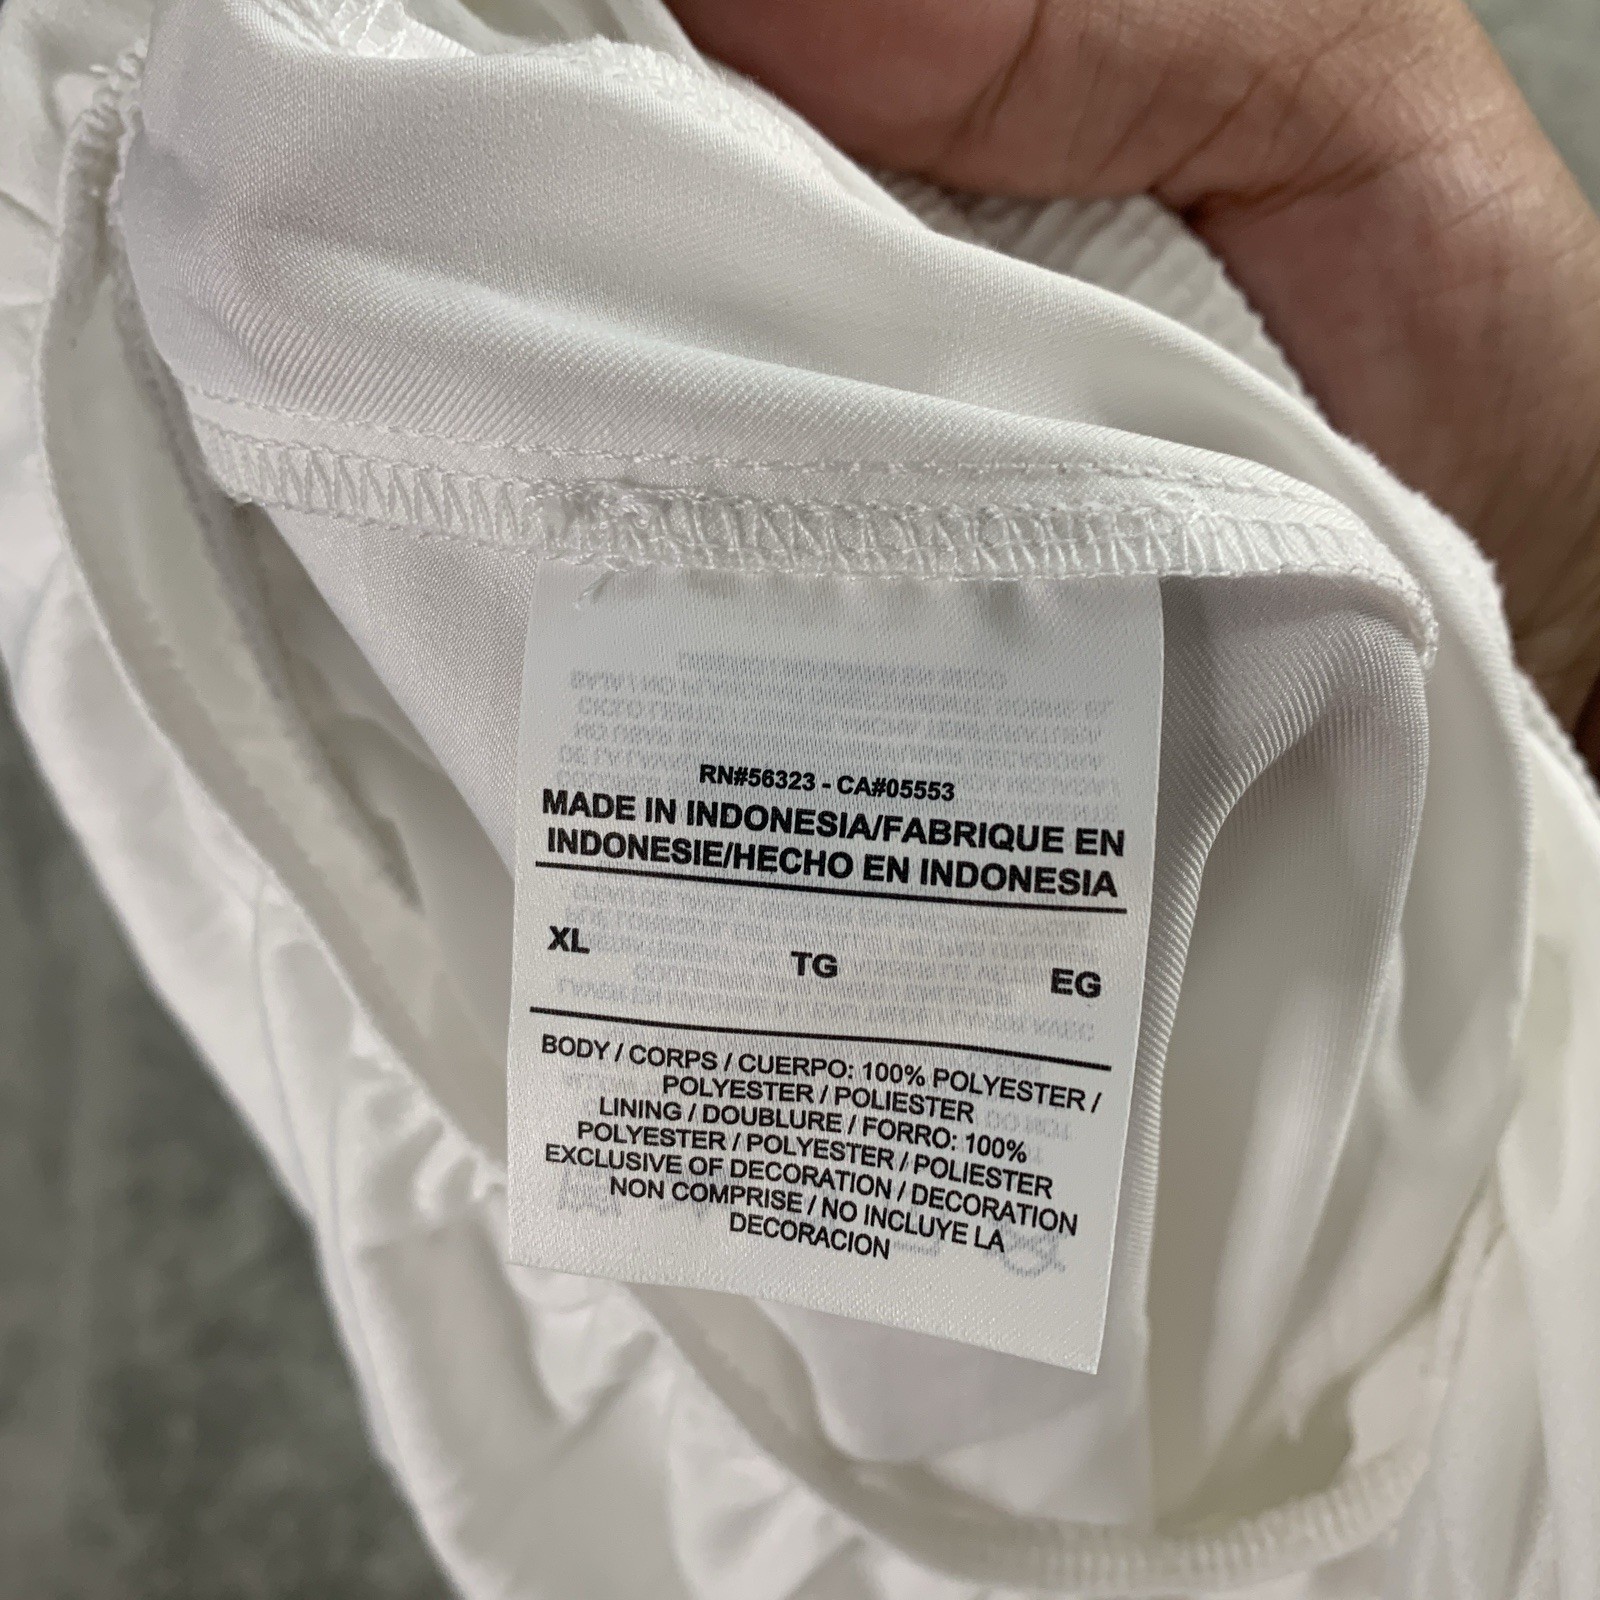 RN#56323 - CA#05553
MADE IN INDONESIA/FABRIQUE EN
INDONESIE/HECHO EN INDONESIA
XL TG EG
BODY / CORPS / CUERPO: 100% POLYESTER /
POLYESTER / POLIESTER
LINING / DOUBLURE / FORRO: 100%
POLYESTER / POLYESTER / POLIESTER
EXCLUSIVE OF DECORATION / DECORATION
NON COMPRISE / NO INCLUYE LA
DECORACION